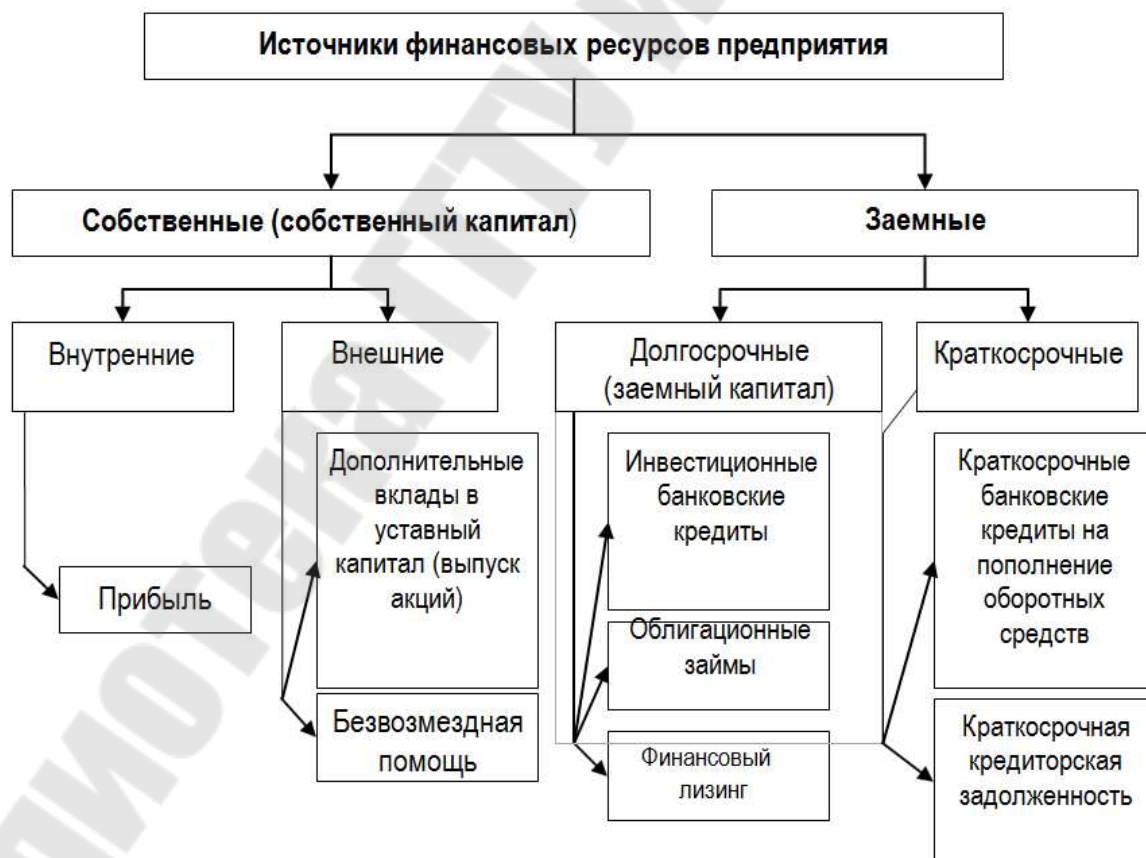 Источники финансовых ресурсов предприятия
Собственные (собственный капитал)
Заемные
Внутренние
Внешние
Долгосрочные
(заемный капитал)
Краткосрочные
Прибыль
Дополнительные
вклады в
уставный
капитал (выпуск
акций)
Безвозмездная
помощь
Инвестиционные
банковские
кредиты
Облигационные
займы
Финансовый
лизинг
Краткосрочные
банковские
кредиты на
пополнение
оборотных
средств
Краткосрочная
кредиторская
задолженность